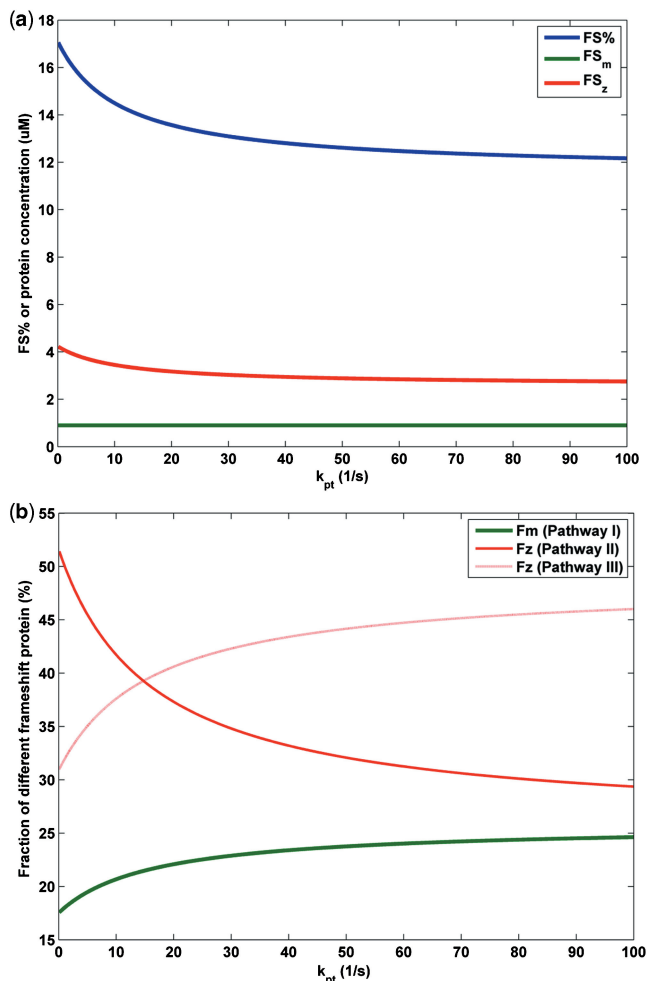 (a)
18
16
14
12
10
8
6
4
2
0
FS% or protein concentration (uM)
FS%
FSm
FSz
0 10 20 30 40 50 60 70 80 90 100
kpt (1/s)
(b)
55
50
45
40
35
30
25
20
15
Fraction of different frameshift protein (%)
Fm (Pathway I)
Fz (Pathway II)
Fz (Pathway III)
0 10 20 30 40 50 60 70 80 90 100
kpt (1/s)